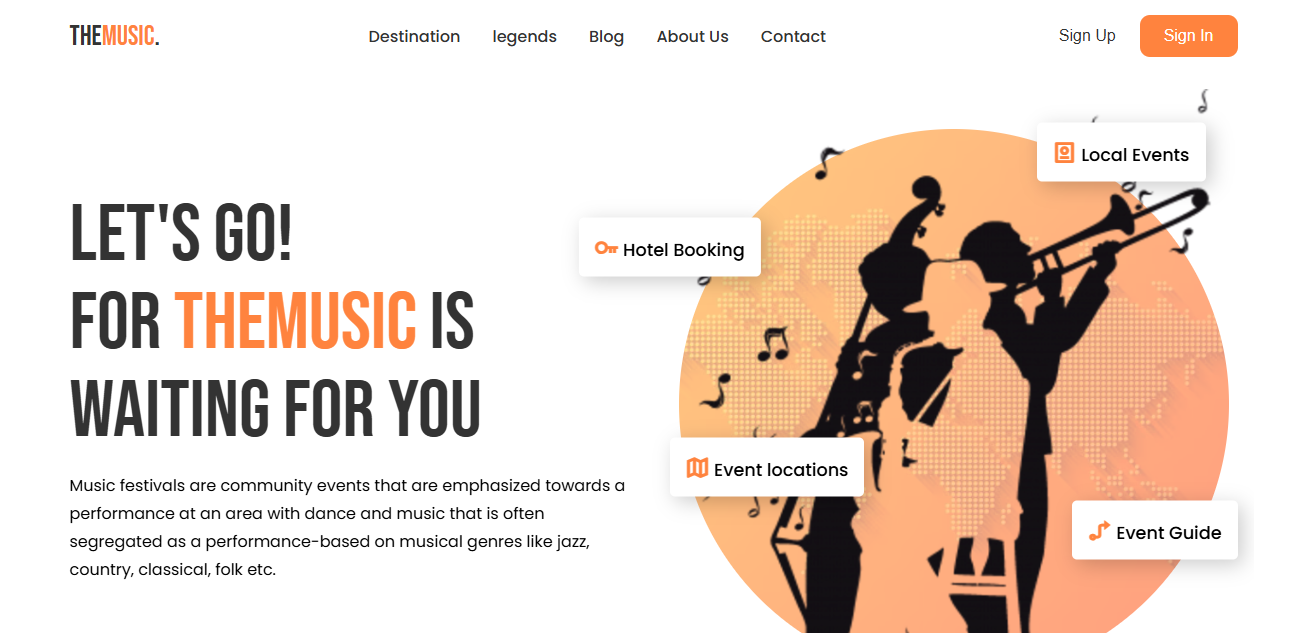 THEMUSIC.
Destination legends Blog About Us Contact
Sign Up Sign In
Local Events
Hotel Booking
LET'S GO!
FOR THEMUSIC IS
WAITING FOR YOU
Event locations
Music festivals are community events that are emphasized towards a
performance at an area with dance and music that is often
segregated as a performance-based on musical genres like jazz,
country, classical, folk etc.
Event Guide